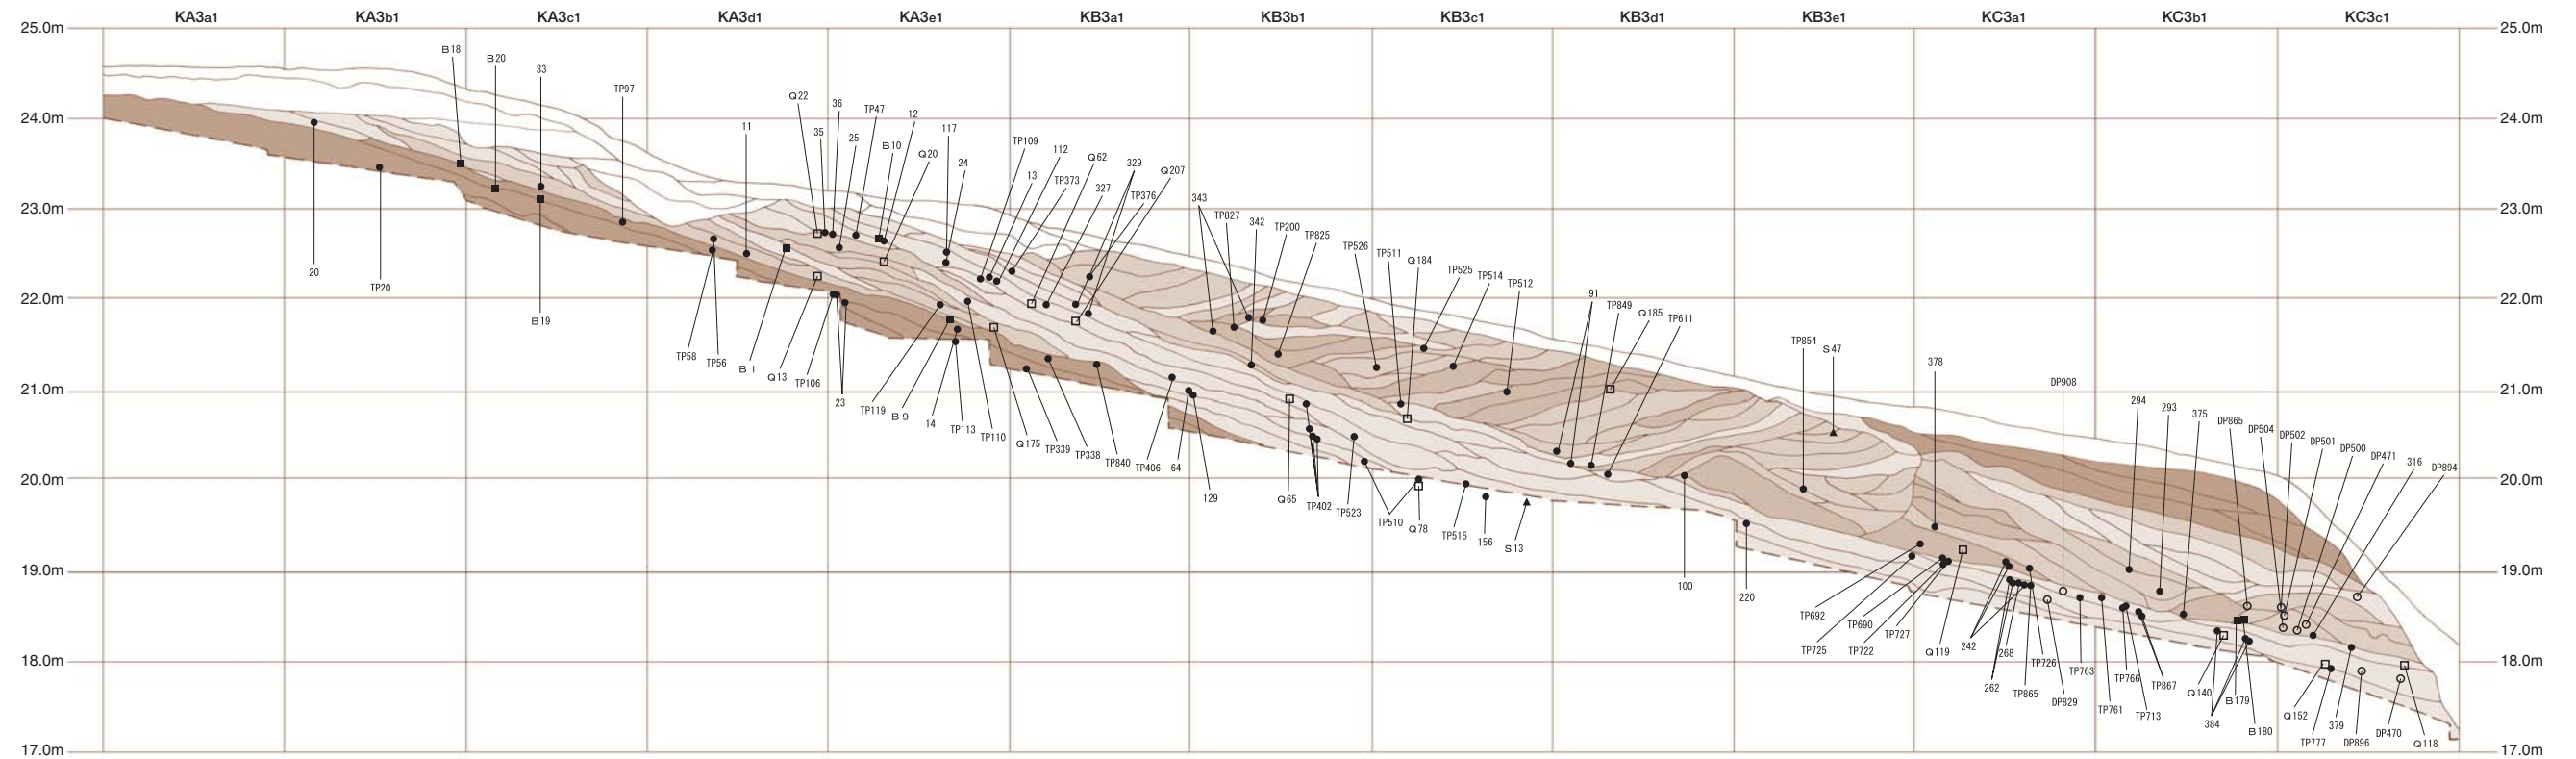 KA3a1 KA3b1 KA3c1 KA3d1 KA3e1 KB3a1 KB3b1 KB3c1 KB3d1 KB3e1 KC3a1 KC3b1 KC3c1
25.0m 25.0m
B18
B20
33
TP97
24.0m 24.0m
Q22
36
TP47
12
35
25
B10
Q20
11
117
24
TP109
112
13
TP373
Q62
327
329
TP376
Q207
23.0m 23.0m
343
TP827
342
TP200
TP825
TP526
TP511
Q184
TP525
TP514
TP512
20
TP20
B19
22.0m 22.0m
91
TP849
Q185
TP611
TP854
S47
378
DP908
TP58
TP56
B1
Q13
TP106
23
TP119
B9
14
TP113
TP110
Q175
TP339
TP338
TP840
TP406
64
129
21.0m 21.0m
294
293
375
DP865
DP504
DP502
DP501
DP500
DP471
316
DP894
20.0m 20.0m
Q65
TP402
TP523
TP510
Q78
TP515
156
S13
100
220
19.0m 19.0m
TP692
TP725
TP690
TP722
TP727
Q119
242
262
268
TP865
TP726
DP829
TP763
TP761
TP766
TP713
TP867
Q140
384
B179
B180
Q152
TP777
379
DP896
DP470
Q118
18.0m 18.0m
17.0m 17.0m